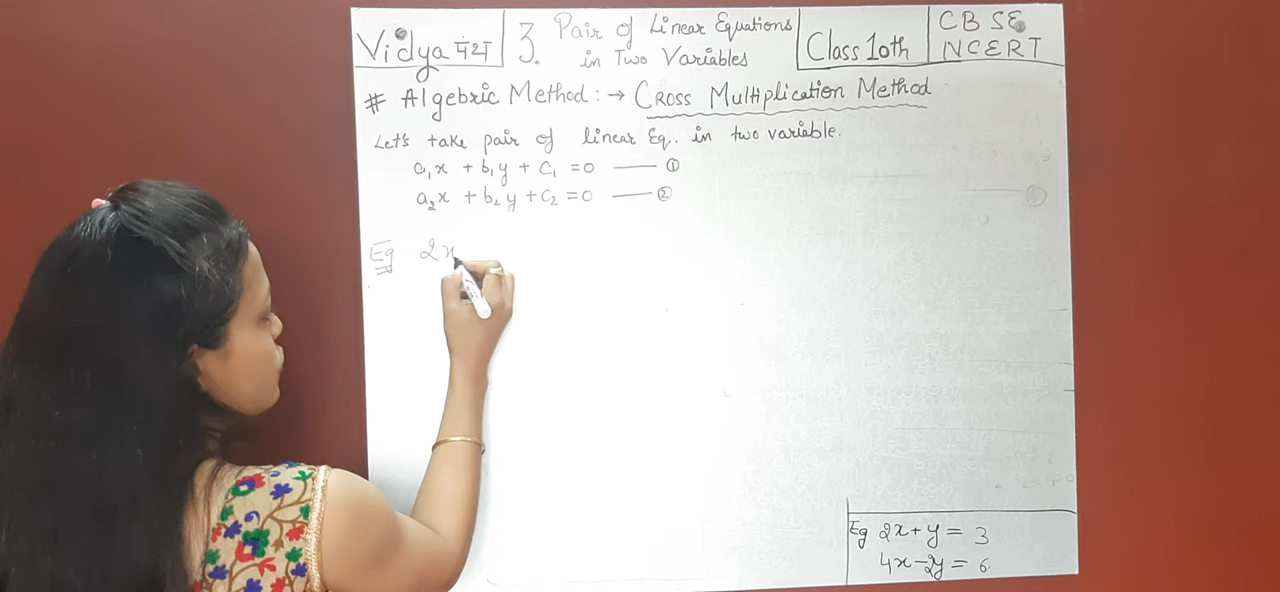 Vidya पंथ
3. Pair of Linear Equations
in Two Variables
Class 10th
CBSE
NCERT
# Algebric Method :→ Cross Multiplication Method
Let's take pair of linear Eq. in two variable.
a₁x + b₁y + c₁ = 0 —— ①
a₂x + b₂y + c₂ = 0 —— ②
Eg 2x
Eg 2x + y = 3
4x - 2y = 6